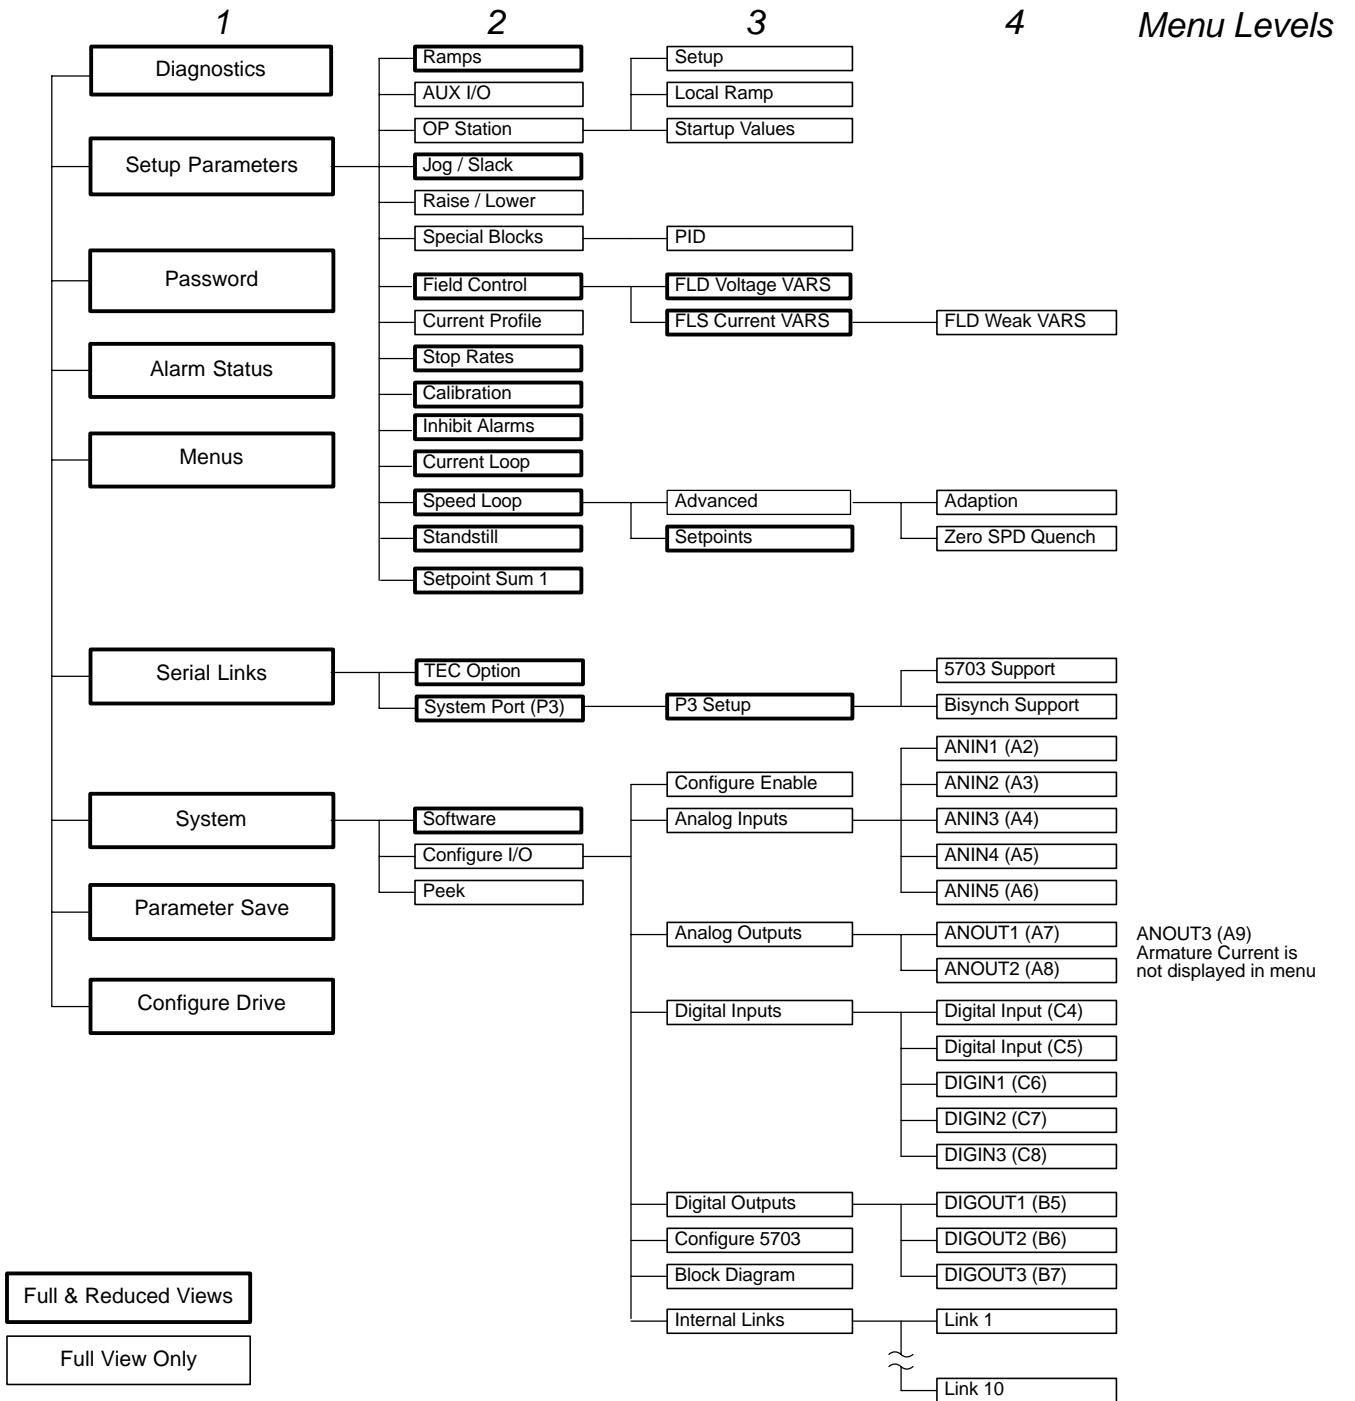 1 2 3 4 Menu Levels
Diagnostics
Setup Parameters
Password
Alarm Status
Menus
Serial Links
System
Parameter Save
Configure Drive
Ramps
AUX I/O
OP Station
Jog / Slack
Raise / Lower
Special Blocks
Field Control
Current Profile
Stop Rates
Calibration
Inhibit Alarms
Current Loop
Speed Loop
Standstill
Setpoint Sum 1
TEC Option
System Port (P3)
Software
Configure I/O
Peek
Setup
Local Ramp
Startup Values
PID
FLD Voltage VARS
FLS Current VARS
Advanced
Setpoints
P3 Setup
Configure Enable
Analog Inputs
Analog Outputs
Digital Inputs
Digital Outputs
Configure 5703
Block Diagram
Internal Links
FLD Weak VARS
Adaption
Zero SPD Quench
5703 Support
Bisynch Support
ANIN1 (A2)
ANIN2 (A3)
ANIN3 (A4)
ANIN4 (A5)
ANIN5 (A6)
ANOUT1 (A7)
ANOUT2 (A8)
Digital Input (C4)
Digital Input (C5)
DIGIN1 (C6)
DIGIN2 (C7)
DIGIN3 (C8)
DIGOUT1 (B5)
DIGOUT2 (B6)
DIGOUT3 (B7)
Link 1
Link 10
ANOUT3 (A9)
Armature Current is
not displayed in menu
Full & Reduced Views
Full View Only